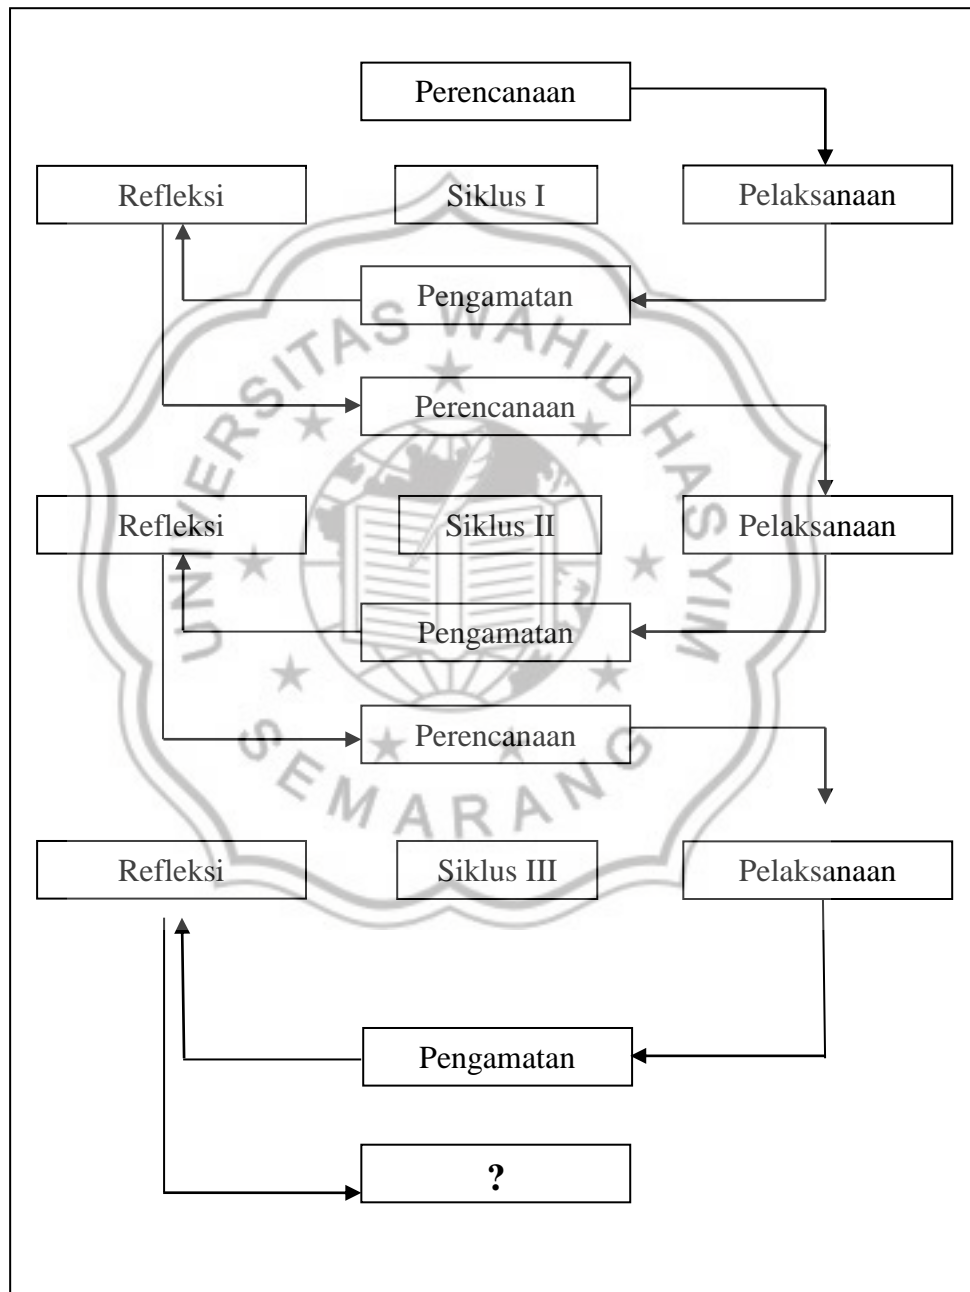 Perencanaan
Refleksi
Siklus I
Pelaksanaan
Pengamatan
Perencanaan
Refleksi
Siklus II
Pelaksanaan
Pengamatan
Perencanaan
Refleksi
Siklus III
Pelaksanaan
Pengamatan
?
UNIVERSITAS WAHID HASYIM
SEMARANG